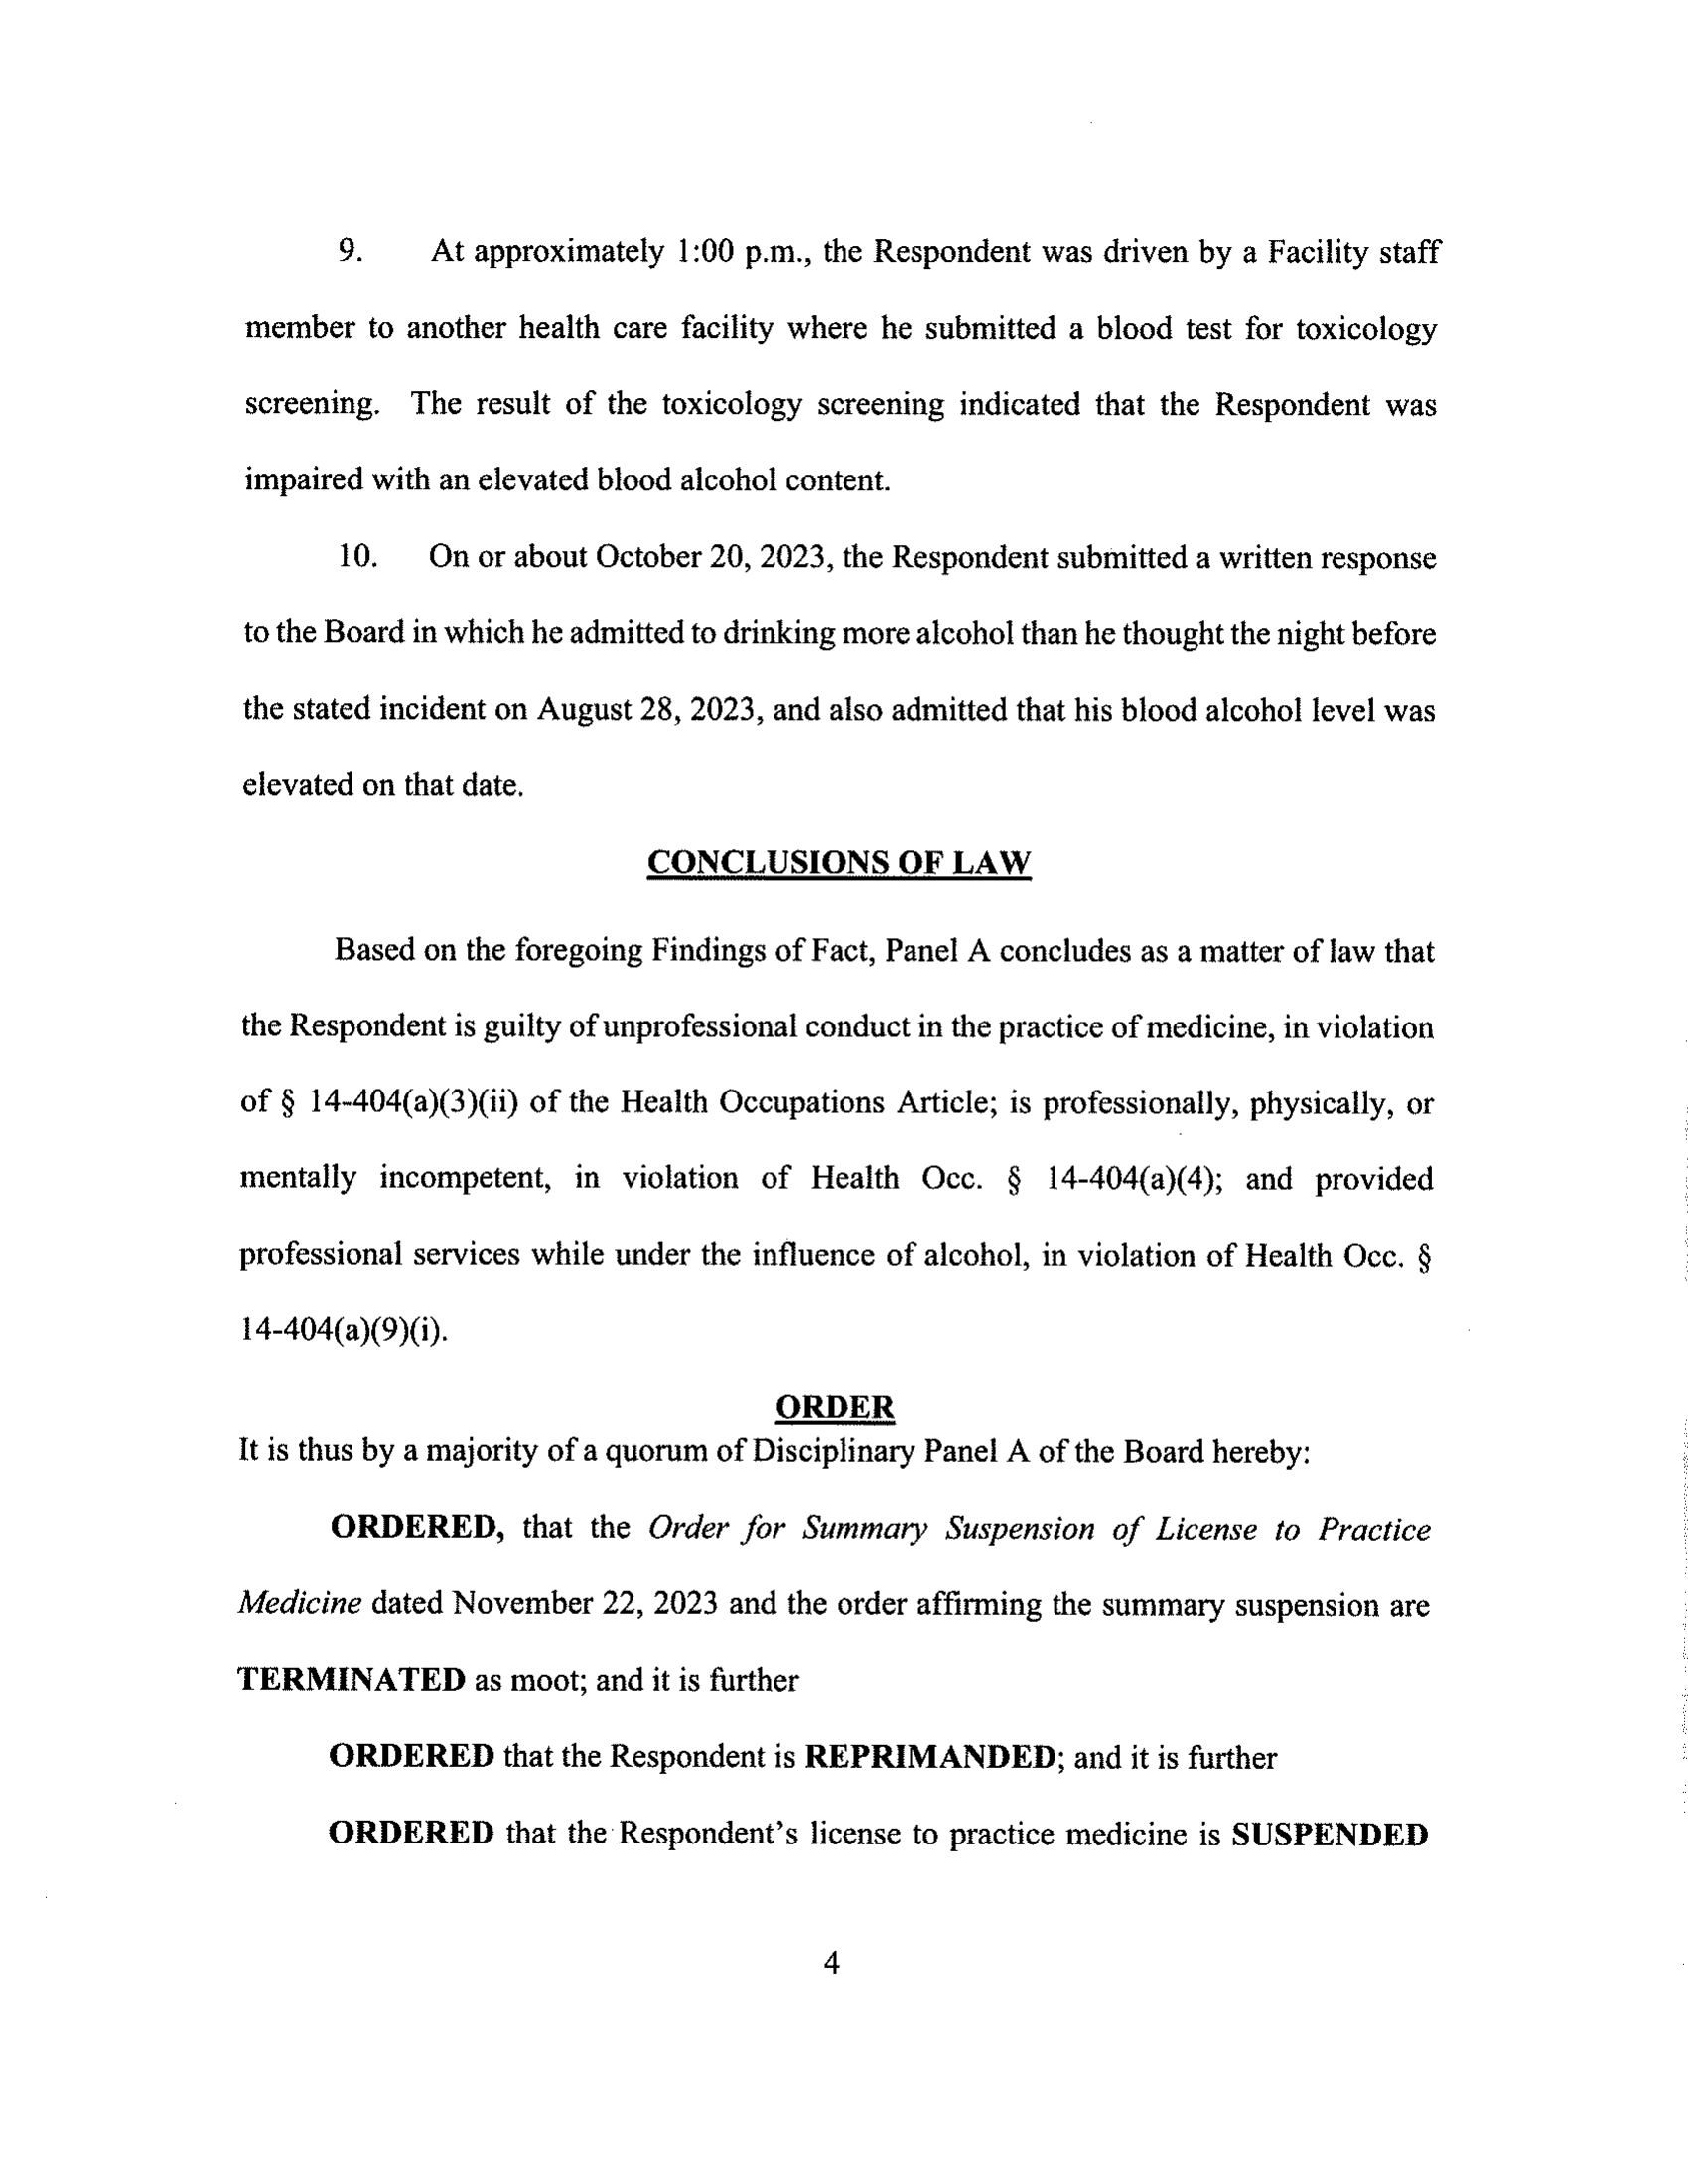 9. At approximately 1:00 p.m., the Respondent was driven by a Facility staff
member to another health care facility where he submitted a blood test for toxicology
screening. The result of the toxicology screening indicated that the Respondent was
impaired with an elevated blood alcohol content.
10. On or about October 20, 2023, the Respondent submitted a written response
to the Board in which he admitted to drinking more alcohol than he thought the night before
the stated incident on August 28, 2023, and also admitted that his blood alcohol level was
elevated on that date.
CONCLUSIONS OF LAW
Based on the foregoing Findings of Fact, Panel A concludes as a matter of law that
the Respondent is guilty of unprofessional conduct in the practice of medicine, in violation
of § 14-404(a)(3)(ii) of the Health Occupations Article; is professionally, physically, or
mentally incompetent, in violation of Health Occ. § 14-404(a)(4); and provided
professional services while under the influence of alcohol, in violation of Health Occ. §
14-404(a)(9)(i).
ORDER
It is thus by a majority of a quorum of Disciplinary Panel A of the Board hereby:
ORDERED, that the Order for Summary Suspension of License to Practice
Medicine dated November 22, 2023 and the order affirming the summary suspension are
TERMINATED as moot; and it is further
ORDERED that the Respondent is REPRIMANDED; and it is further
ORDERED that the Respondent's license to practice medicine is SUSPENDED
4